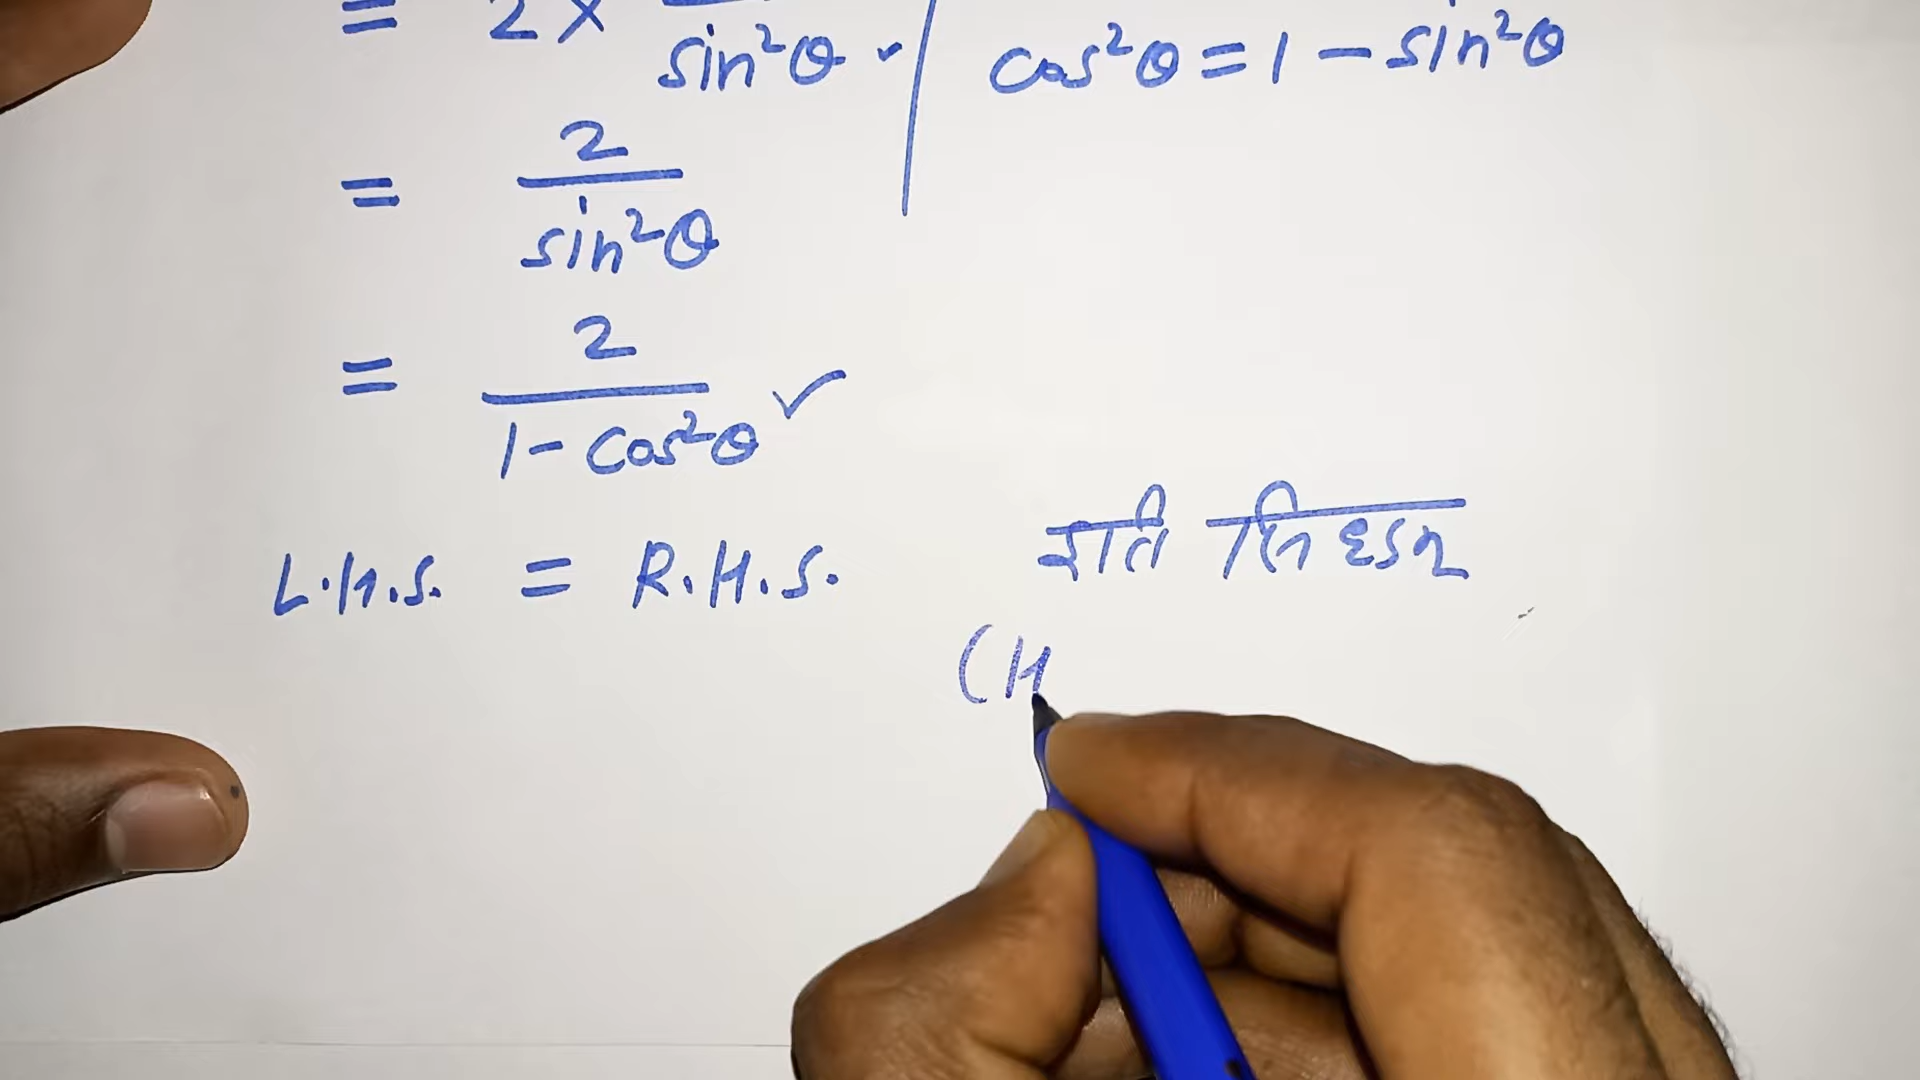 = 2 × / sin²θ ✓
cos²θ = 1 - sin²θ
= 2 / sin²θ
= 2 / 1 - cos²θ ✓
L.H.S. = R.H.S.
इति सिद्धम्
(H